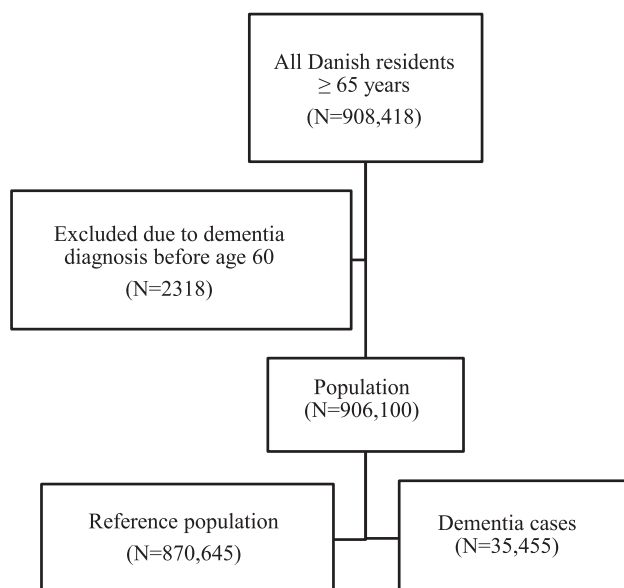 All Danish residents
≥ 65 years
(N=908,418)
Excluded due to dementia
diagnosis before age 60
(N=2318)
Population
(N=906,100)
Reference population
(N=870,645)
Dementia cases
(N=35,455)